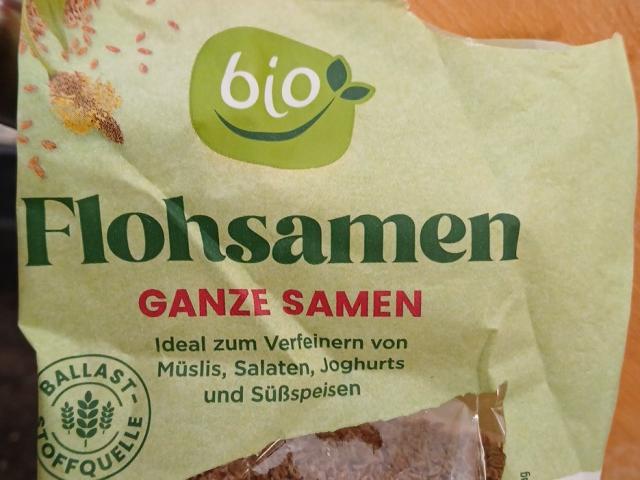 bio
Flohsamen
GANZE SAMEN
Ideal zum Verfeinern von
Müslis, Salaten, Joghurts
und Süßspeisen
BALLAST-
STOFFQUELLE